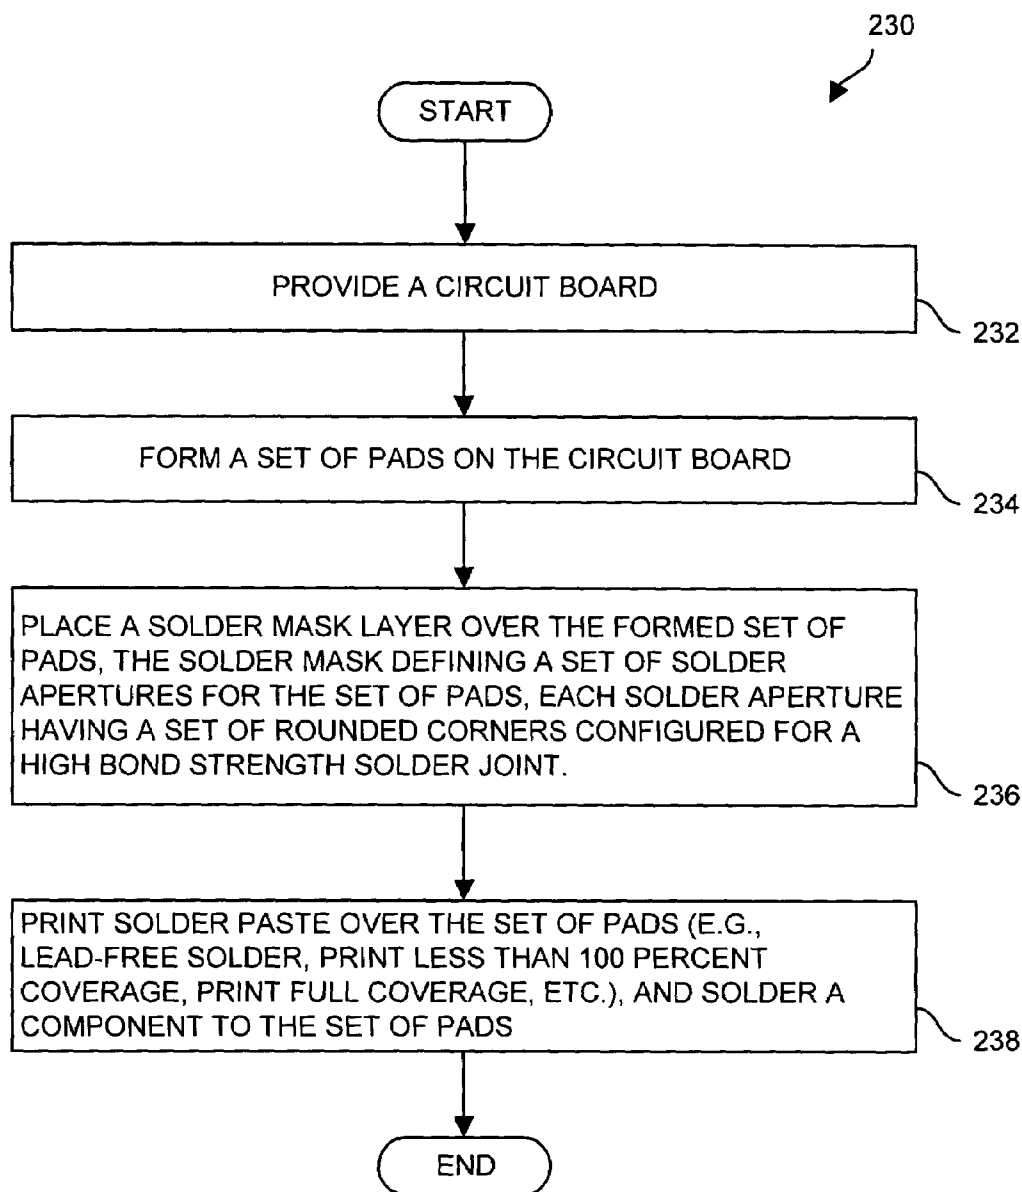 230
START
PROVIDE A CIRCUIT BOARD
232
FORM A SET OF PADS ON THE CIRCUIT BOARD
234
PLACE A SOLDER MASK LAYER OVER THE FORMED SET OF
PADS, THE SOLDER MASK DEFINING A SET OF SOLDER
APERTURES FOR THE SET OF PADS, EACH SOLDER APERTURE
HAVING A SET OF ROUNDED CORNERS CONFIGURED FOR A
HIGH BOND STRENGTH SOLDER JOINT.
236
PRINT SOLDER PASTE OVER THE SET OF PADS (E.G.,
LEAD-FREE SOLDER, PRINT LESS THAN 100 PERCENT
COVERAGE, PRINT FULL COVERAGE, ETC.), AND SOLDER A
COMPONENT TO THE SET OF PADS
238
END